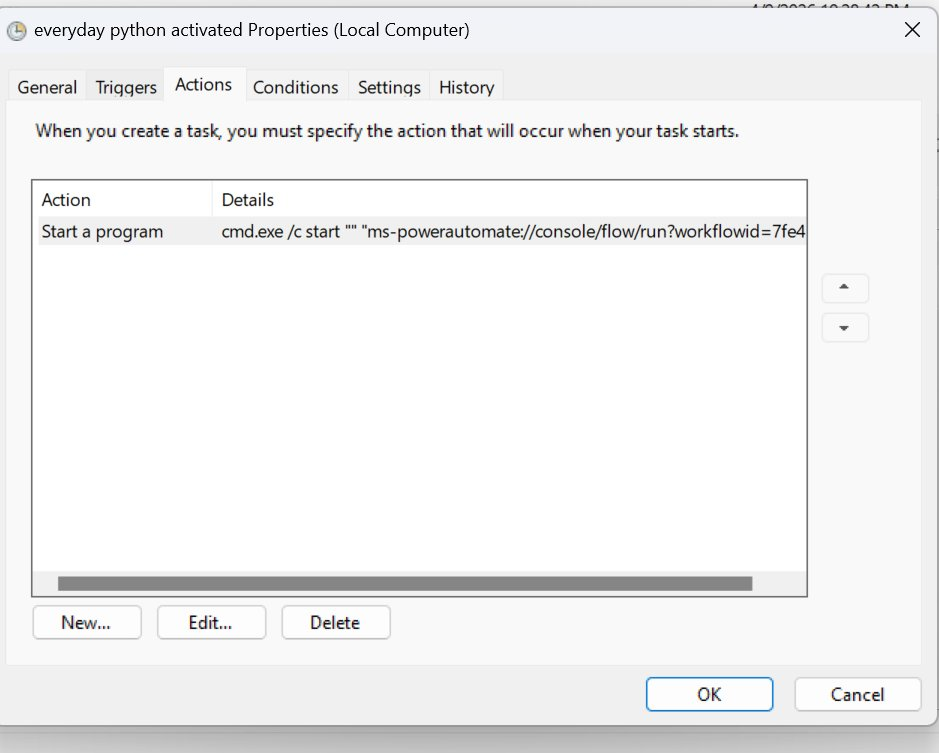 everyday python activated Properties (Local Computer)
General Triggers Actions Conditions Settings History
When you create a task, you must specify the action that will occur when your task starts.
Action Details
Start a program cmd.exe /c start "" "ms-powerautomate://console/flow/run?workflowid=7fe4
New... Edit... Delete
OK Cancel